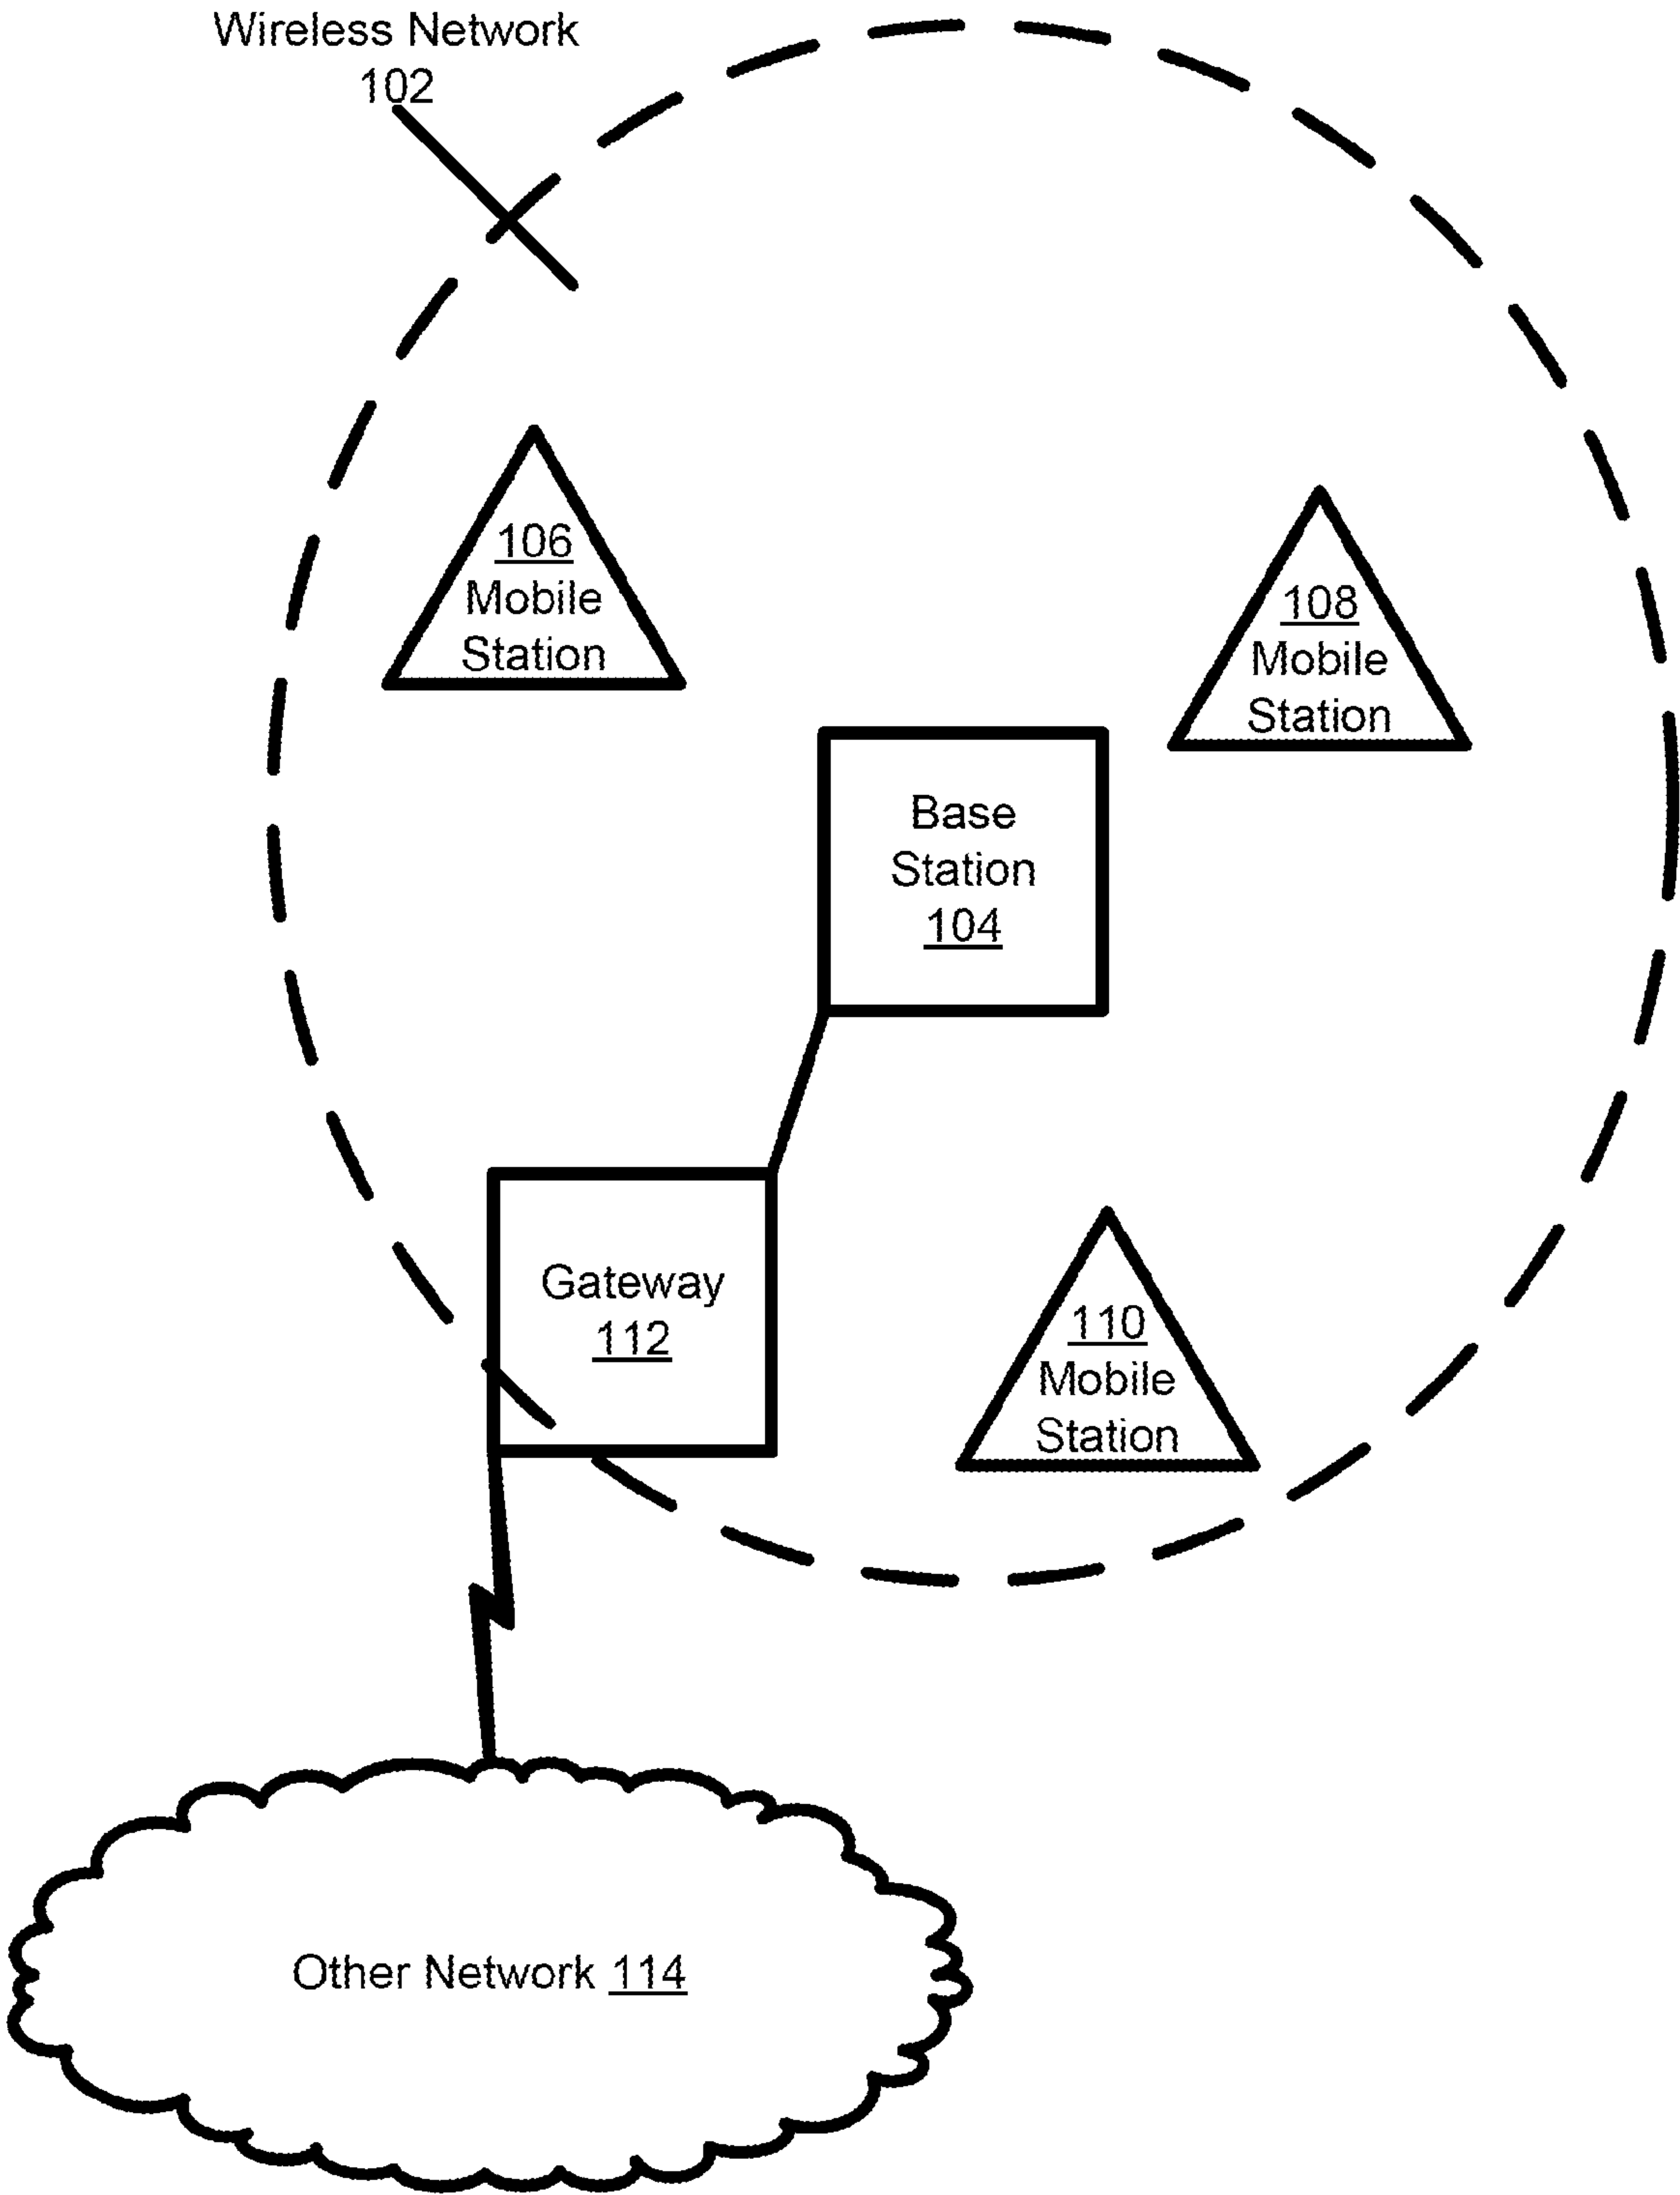 Wireless Network
102
106
Mobile
Station
108
Mobile
Station
Base
Station
104
Gateway
112
110
Mobile
Station
Other Network 114